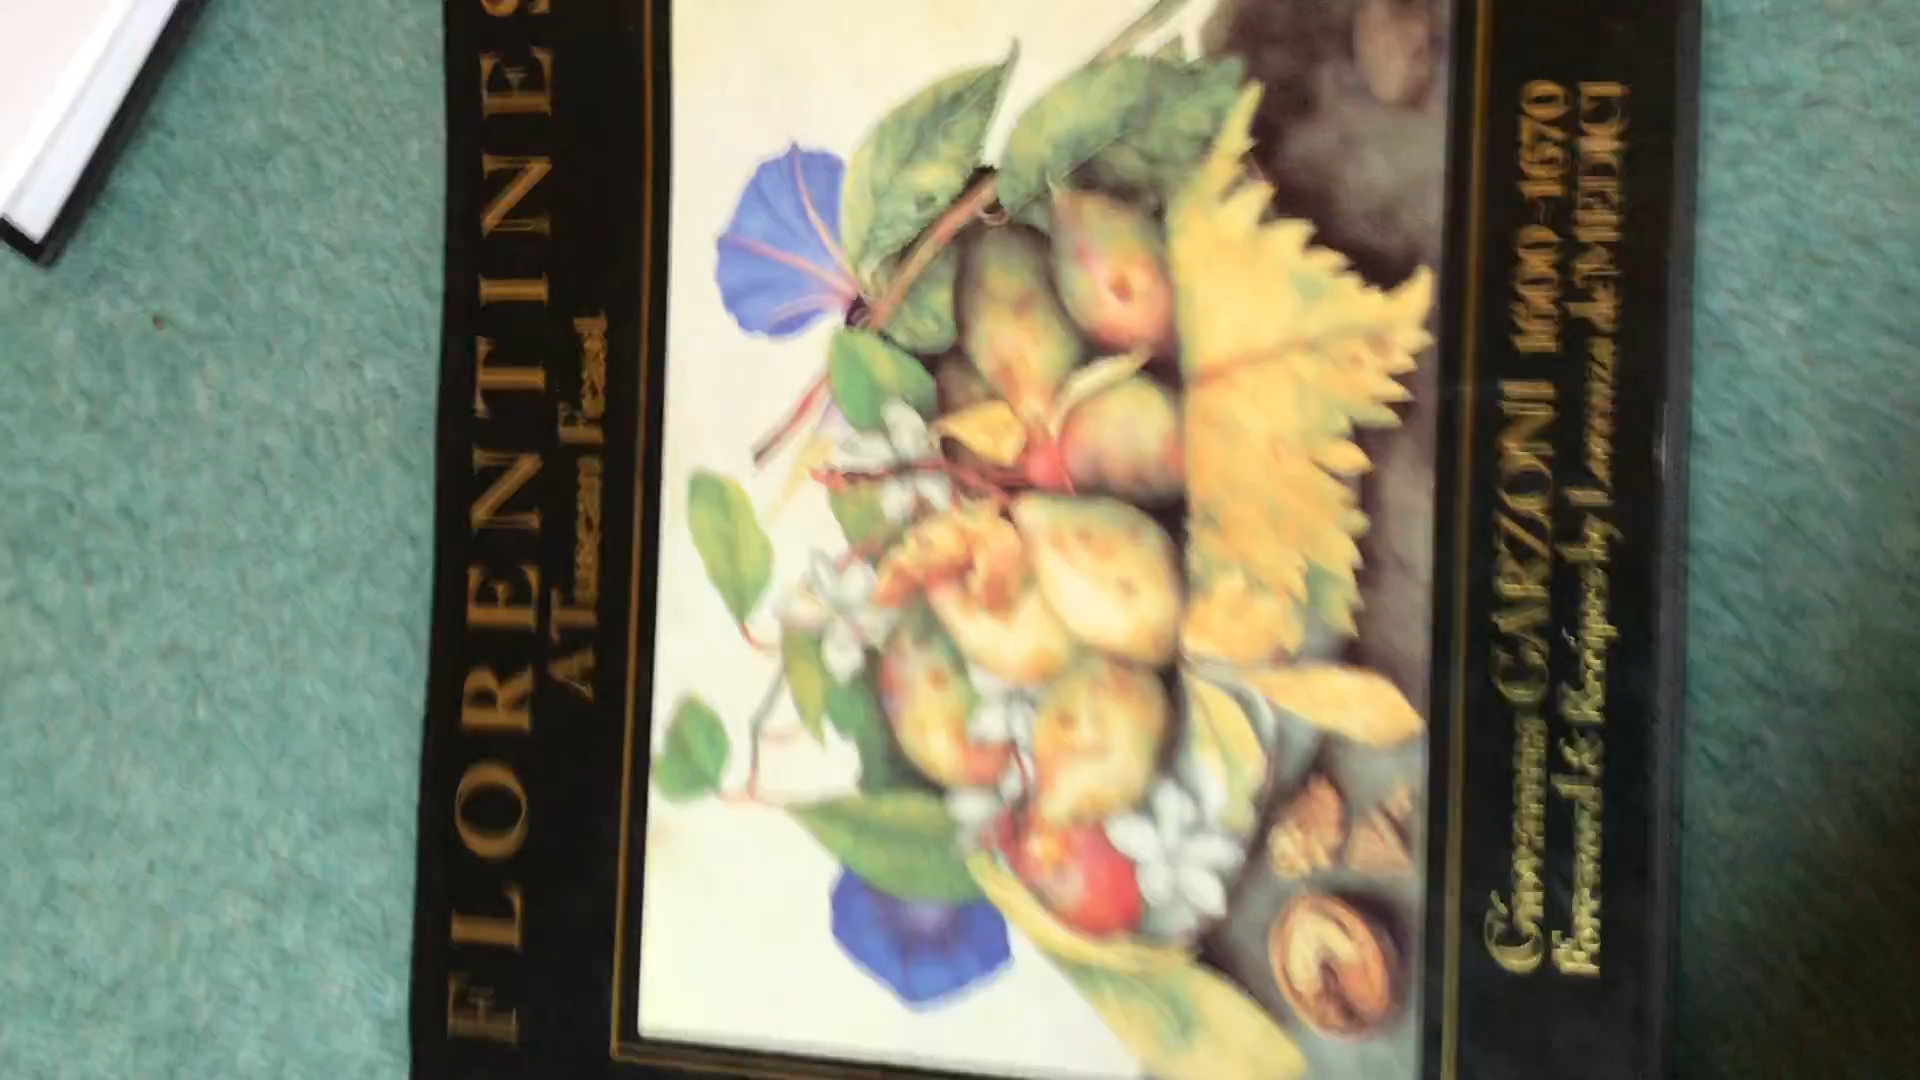 FLORENTINES
A Tuscan Feast
Giovanna GARZONI 1600-1670
Foreword & Recipes by Lorenza de'MEDICI